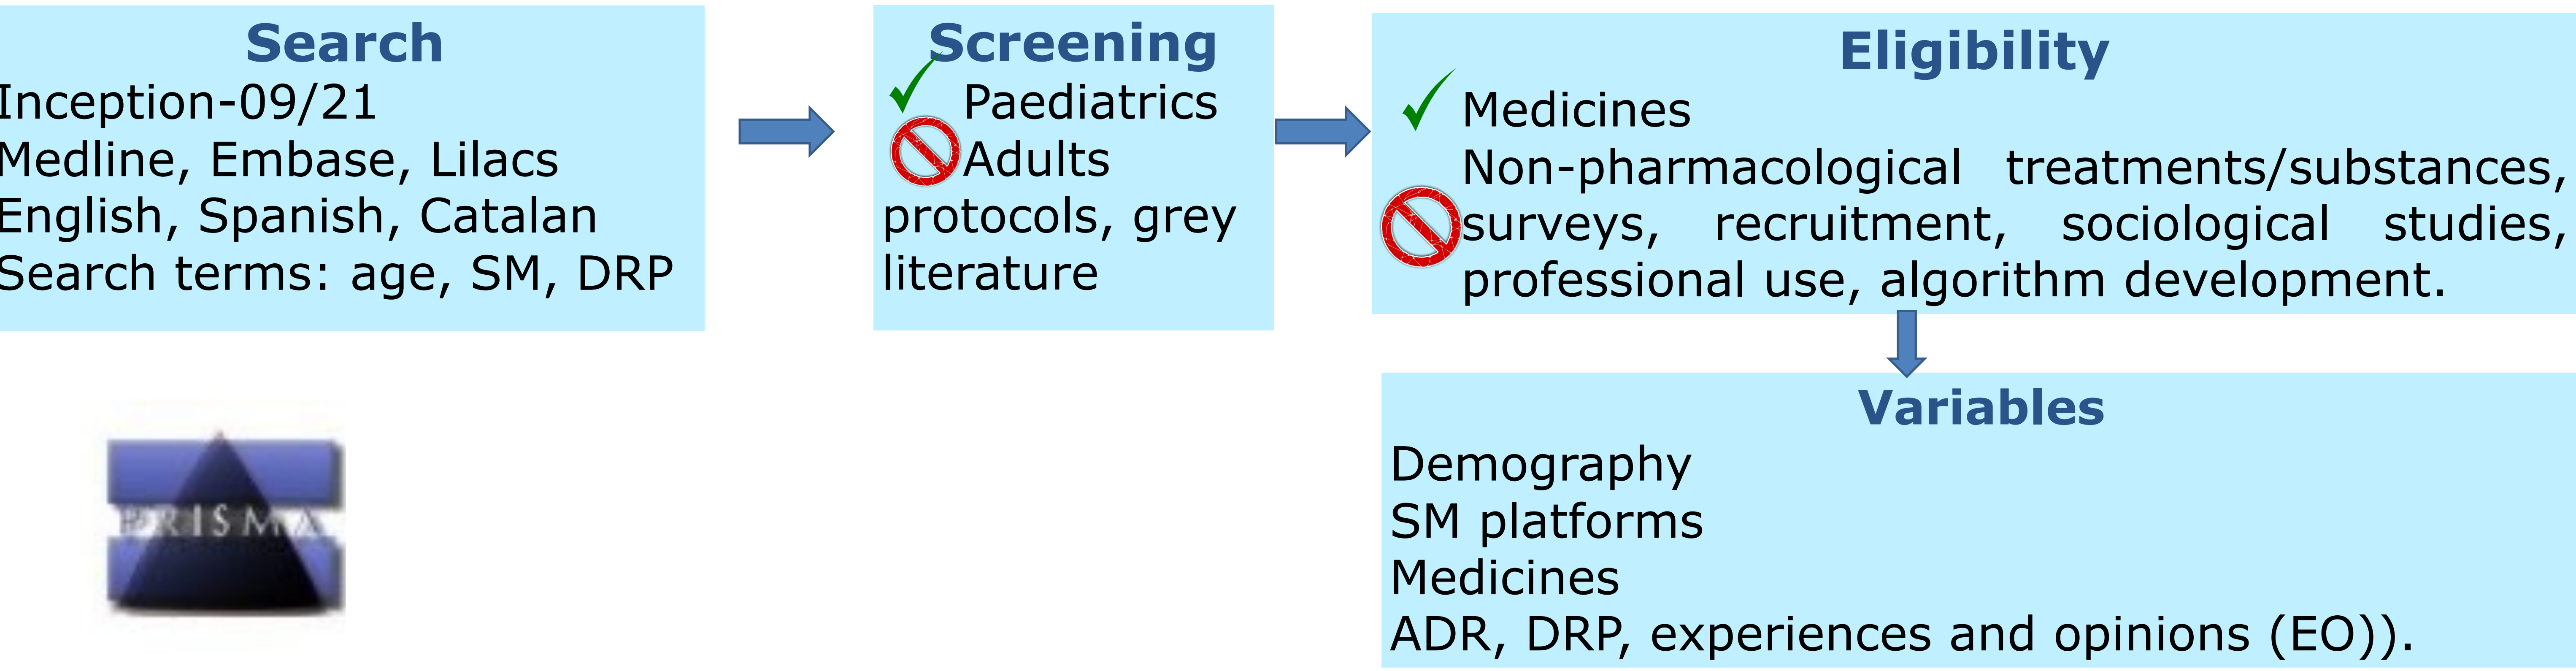 Search
Inception-09/21
Medline, Embase, Lilacs
English, Spanish, Catalan
Search terms: age, SM, DRP
Screening
Paediatrics
Adults
protocols, grey
literature
Eligibility
Medicines
Non-pharmacological treatments/substances,
surveys, recruitment, sociological studies,
professional use, algorithm development.
Variables
Demography
SM platforms
Medicines
ADR, DRP, experiences and opinions (EO)).
PRISMA